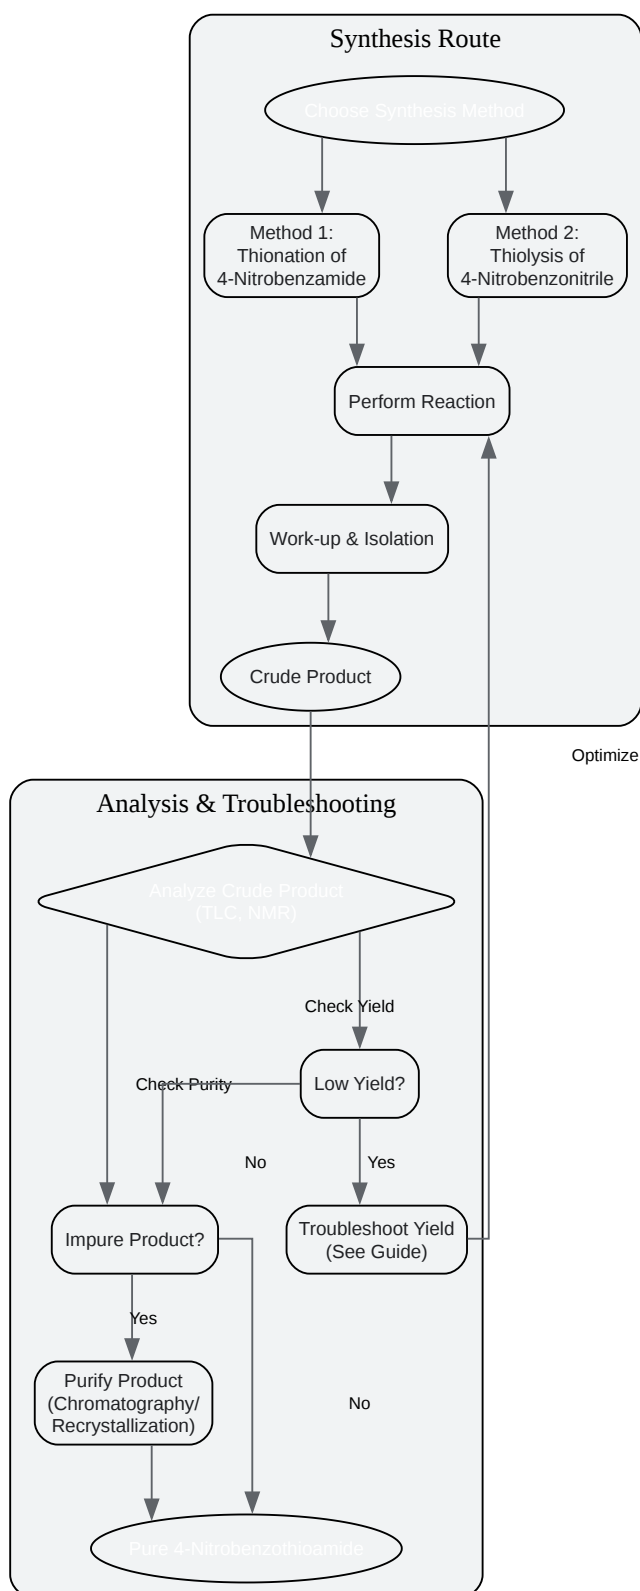 Synthesis Route
Choose Synthesis Method
Method 1:
Thionation of
4-Nitrobenzamide
Method 2:
Thiolysis of
4-Nitrobenzonitrile
Perform Reaction
Work-up & Isolation
Crude Product
Optimize
Analysis & Troubleshooting
Analyze Crude Product
(TLC, NMR)
Check Yield
Low Yield?
Check Purity
No
Yes
Impure Product?
Troubleshoot Yield
(See Guide)
Yes
Purify Product
(Chromatography/
Recrystallization)
No
Pure 4-Nitrobenzothioamide